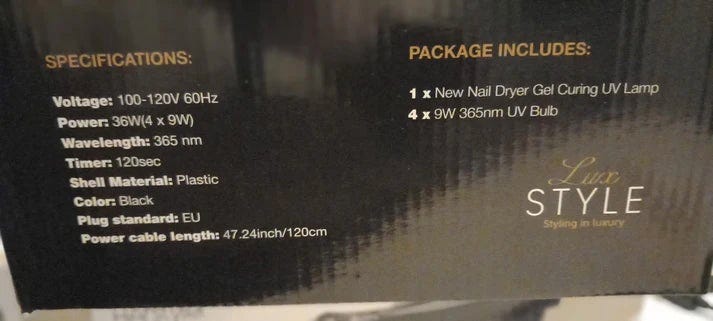 SPECIFICATIONS:
Voltage: 100-120V 60Hz
Power: 36W(4 x 9W)
Wavelength: 365 nm
Timer: 120sec
Shell Material: Plastic
Color: Black
Plug standard: EU
Power cable length: 47.24inch/120cm
PACKAGE INCLUDES:
1 x New Nail Dryer Gel Curing UV Lamp
4 x 9W 365nm UV Bulb
Lux
STYLE
Styling in luxury